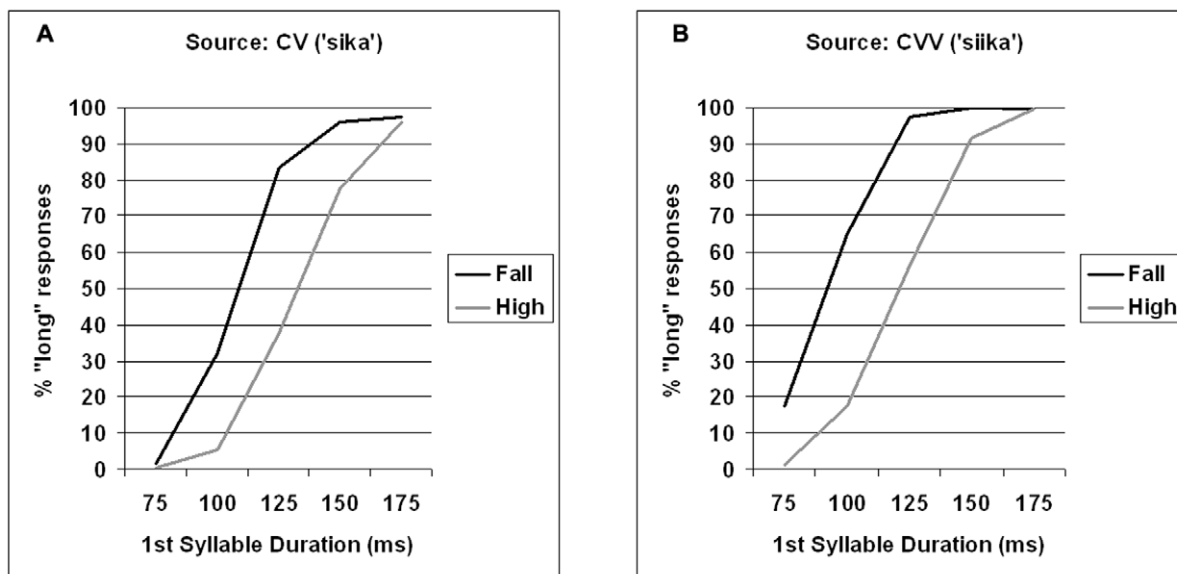 A
Source: CV ('sika')
100
90
80
70
60
50
40
30
20
10
0
% "long" responses
75 100 125 150 175
1st Syllable Duration (ms)
Fall
High
B
Source: CVV ('siika')
100
90
80
70
60
50
40
30
20
10
0
% "long" responses
75 100 125 150 175
1st Syllable Duration (ms)
Fall
High